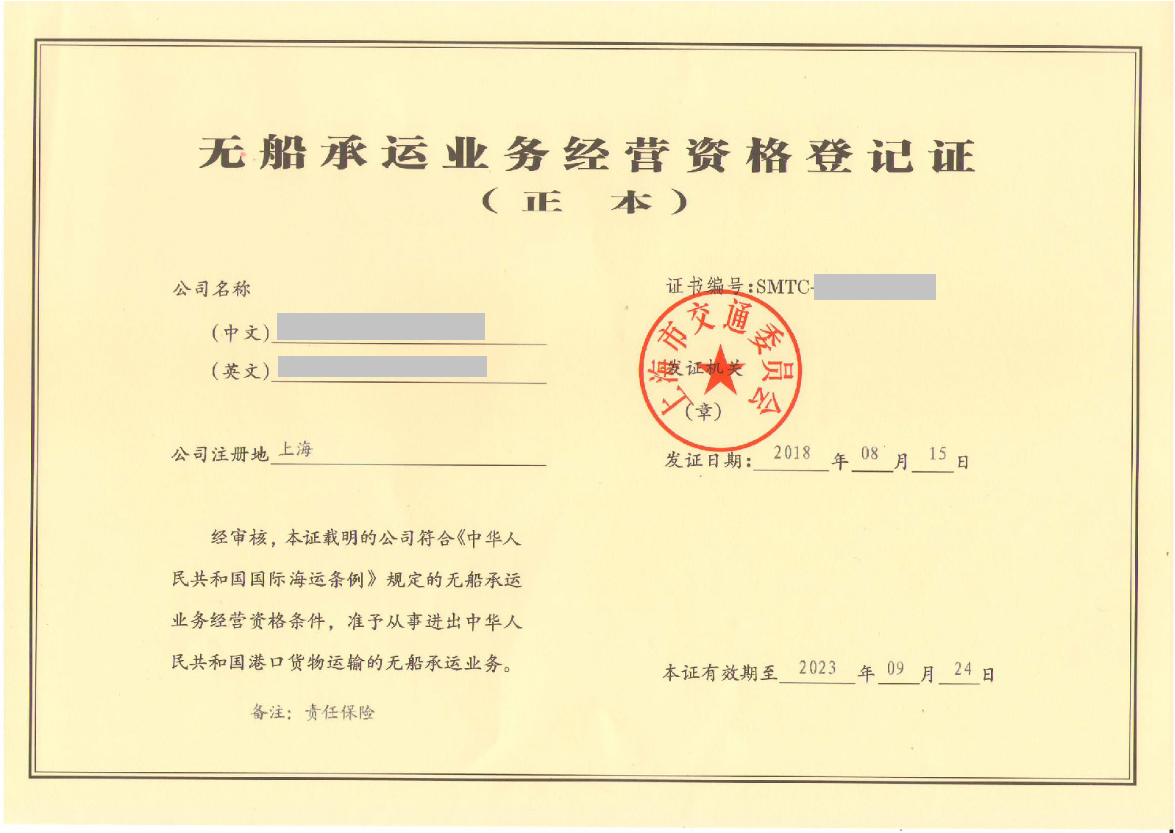 无船承运业务经营资格登记证
（正 本）
公司名称
（中文）
（英文）
公司注册地 上海
经审核，本证载明的公司符合《中华人
民共和国国际海运条例》规定的无船承运
业务经营资格条件，准予从事进出中华人
民共和国港口货物运输的无船承运业务。
备注：责任保险
证书编号：SMTC-
上海市交通委员会
发证机关
（章）
发证日期： 2018 年 08 月 15 日
本证有效期至 2023 年 09 月 24 日